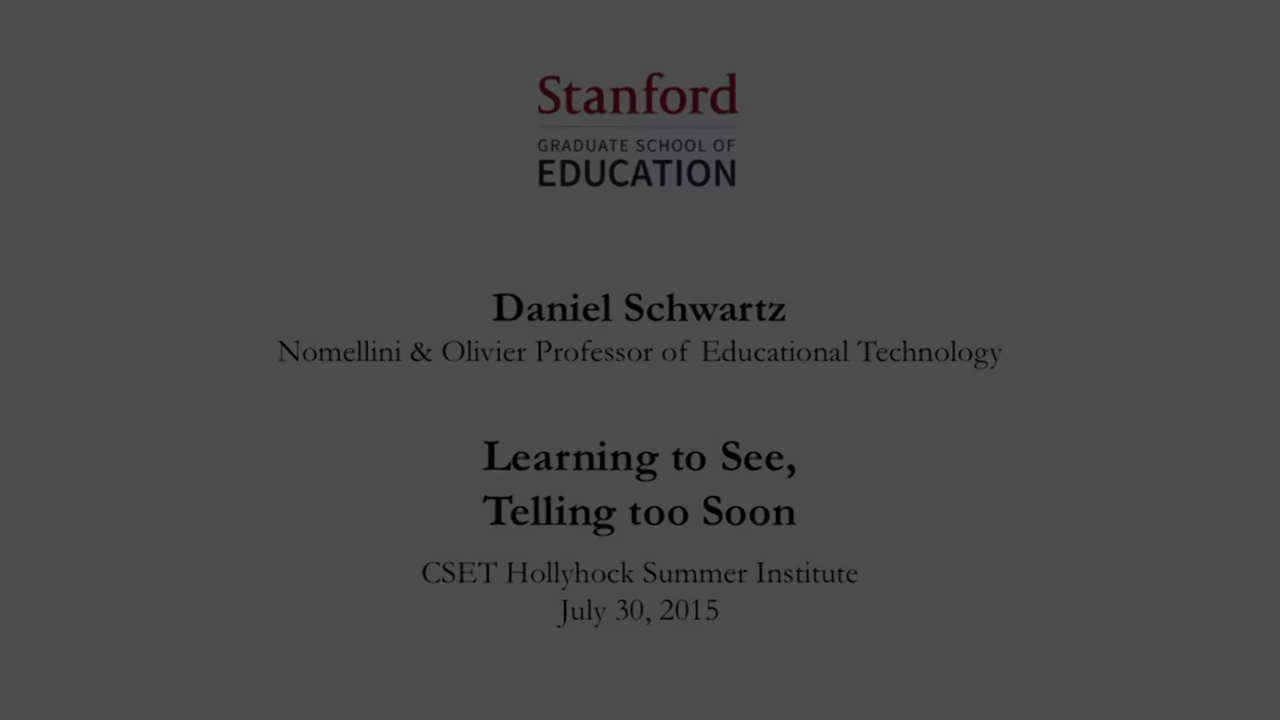 Stanford
GRADUATE SCHOOL OF
EDUCATION
Daniel Schwartz
Nomellini & Olivier Professor of Educational Technology
Learning to See,
Telling too Soon
CSET Hollyhock Summer Institute
July 30, 2015